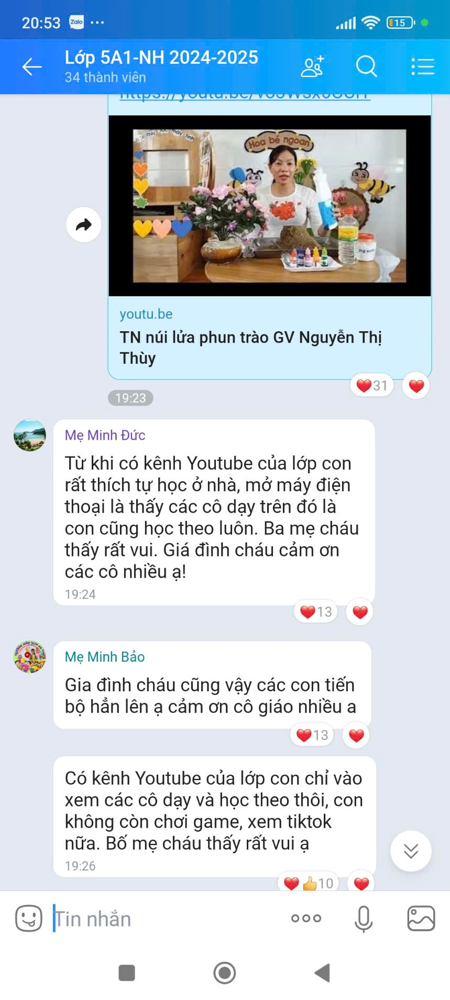 20:53 Zalo 15
Lớp 5A1-NH 2024-2025
34 thành viên
Hoa bé ngoan
youtu.be
TN núi lửa phun trào GV Nguyễn Thị
Thùy
31
19:23
Mẹ Minh Đức
Từ khi có kênh Youtube của lớp con
rất thích tự học ở nhà, mở máy điện
thoại là thấy các cô dạy trên đó là
con cũng học theo luôn. Ba mẹ cháu
thấy rất vui. Giá đình cháu cảm ơn
các cô nhiều ạ!
19:24
13
Mẹ Minh Bảo
Gia đình cháu cũng vậy các con tiến
bộ hẳn lên ạ cảm ơn cô giáo nhiều a
13
Có kênh Youtube của lớp con chỉ vào
xem các cô dạy và học theo thôi, con
không còn chơi game, xem tiktok
nữa. Bố mẹ cháu thấy rất vui ạ
19:26
10
Tin nhắn